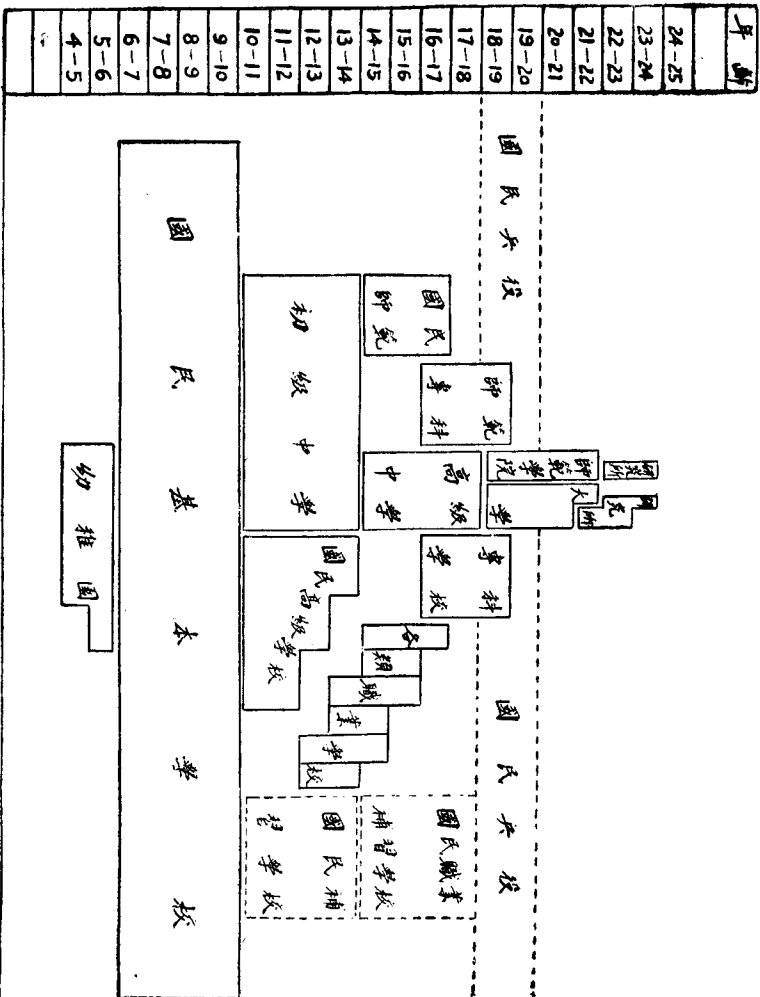 年齡
24-25
23-24
22-23
21-22
20-21
19-20
18-19
17-18
16-17
15-16
14-15
13-14
12-13
11-12
10-11
9-10
8-9
7-8
6-7
5-6
4-5
國民兵役
國民兵役
研究所
研究所
師範
學院
大
學
師範
專科
專科
學校
國民
師範
高級
中學
各類職業學校
國民職業
補習學校
初級中學
國民高級學校
國民補
習學校
國民基本學校
幼稚園